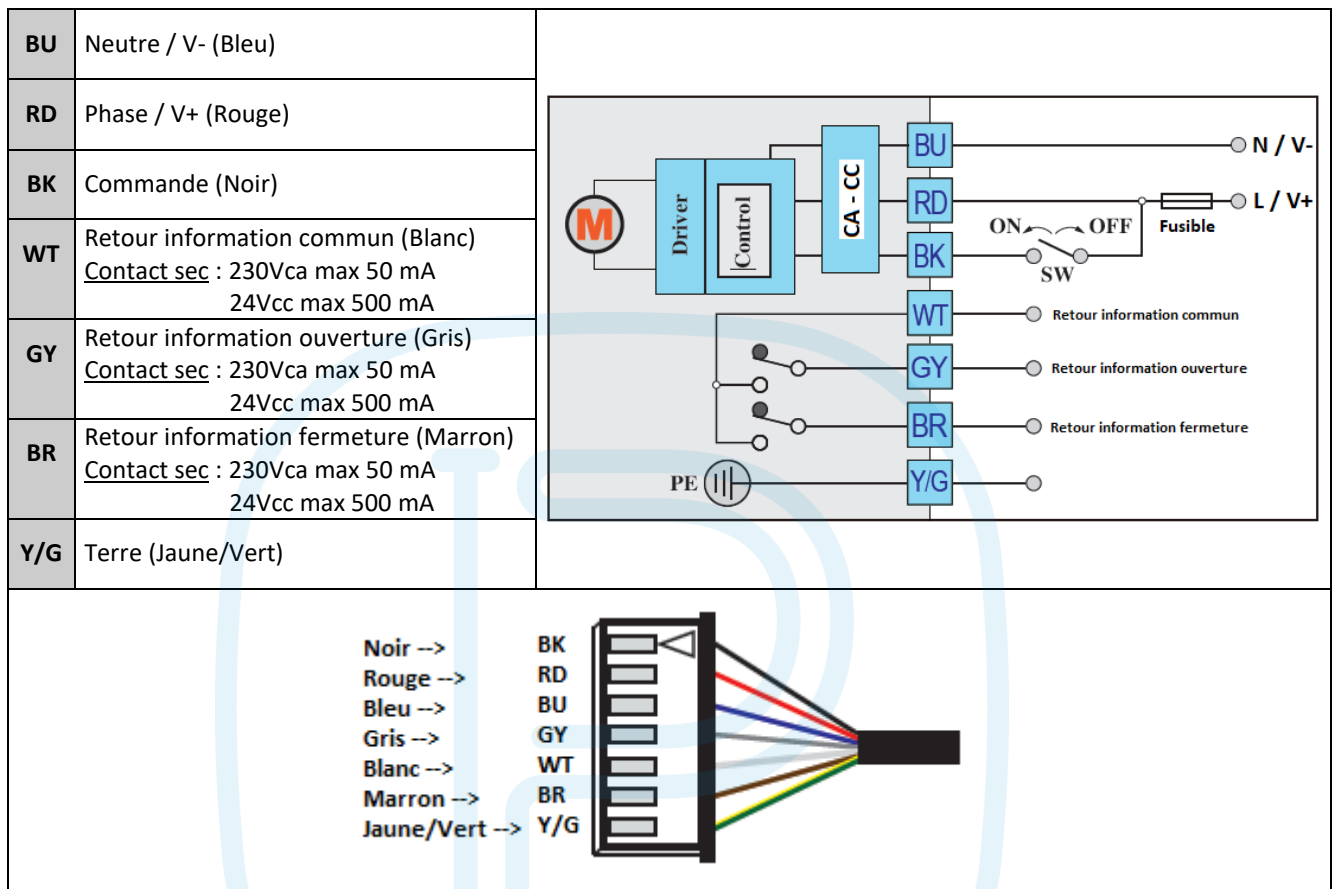 BU Neutre / V- (Bleu)
RD Phase / V+ (Rouge)
BK Commande (Noir)
WT Retour information commun (Blanc)
Contact sec : 230Vca max 50 mA
24Vcc max 500 mA
GY Retour information ouverture (Gris)
Contact sec : 230Vca max 50 mA
24Vcc max 500 mA
BR Retour information fermeture (Marron)
Contact sec : 230Vca max 50 mA
24Vcc max 500 mA
Y/G Terre (Jaune/Vert)
M
Driver
Control
CA - CC
BU
N / V-
RD
L / V+
Fusible
ON
OFF
BK
SW
WT
Retour information commun
GY
Retour information ouverture
BR
Retour information fermeture
PE
Y/G
Noir --> BK
Rouge --> RD
Bleu --> BU
Gris --> GY
Blanc --> WT
Marron --> BR
Jaune/Vert --> Y/G